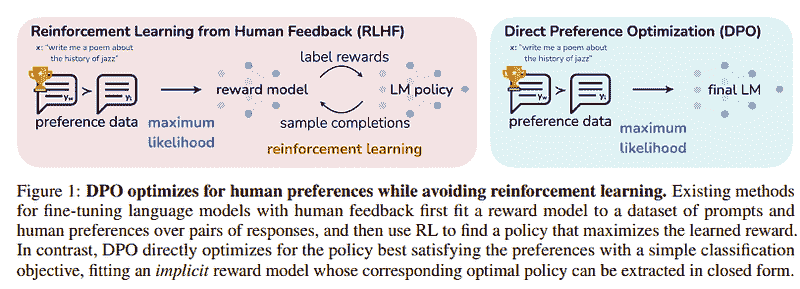 Reinforcement Learning from Human Feedback (RLHF)
x: "write me a poem about
the history of jazz"
label rewards
yw > yl
reward model
LM policy
preference data
maximum
likelihood
sample completions
reinforcement learning
Direct Preference Optimization (DPO)
x: "write me a poem about
the history of jazz"
yw > yl
final LM
preference data
maximum
likelihood
Figure 1: DPO optimizes for human preferences while avoiding reinforcement learning. Existing methods
for fine-tuning language models with human feedback first fit a reward model to a dataset of prompts and
human preferences over pairs of responses, and then use RL to find a policy that maximizes the learned reward.
In contrast, DPO directly optimizes for the policy best satisfying the preferences with a simple classification
objective, fitting an implicit reward model whose corresponding optimal policy can be extracted in closed form.